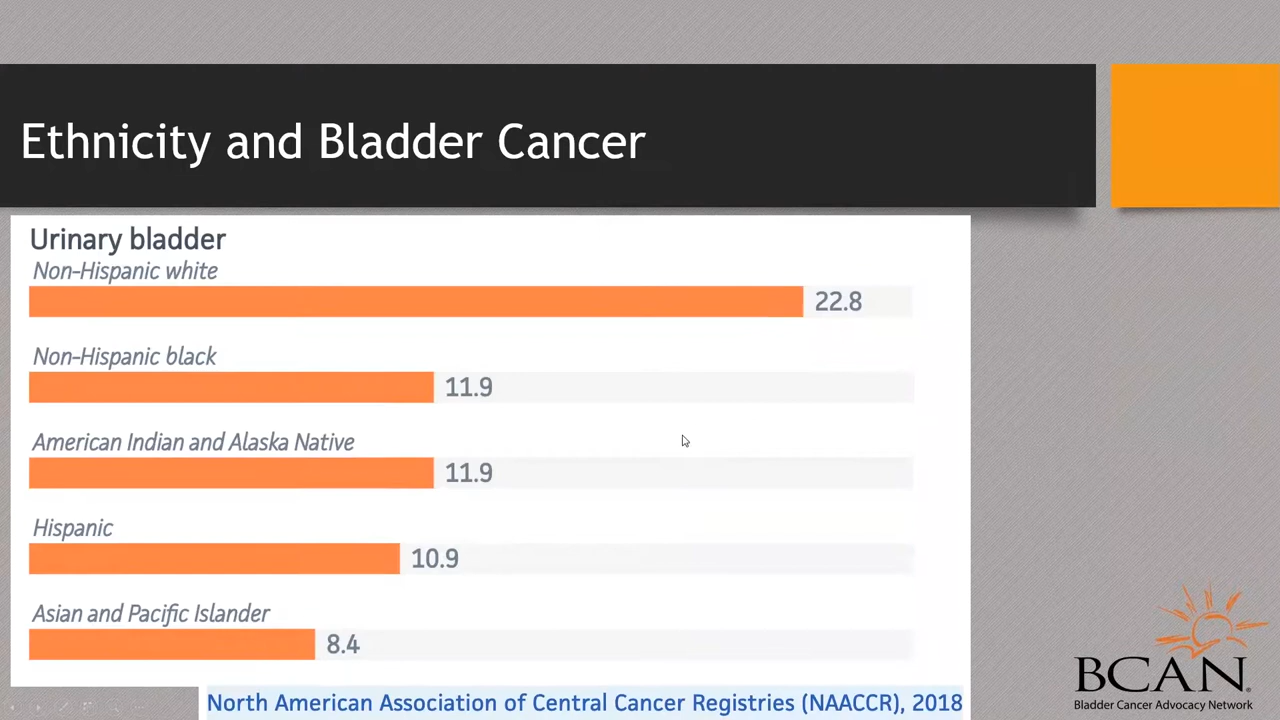 Ethnicity and Bladder Cancer
Urinary bladder
Non-Hispanic white
22.8
Non-Hispanic black
11.9
American Indian and Alaska Native
11.9
Hispanic
10.9
Asian and Pacific Islander
8.4
North American Association of Central Cancer Registries (NAACCR), 2018
BCAN®
Bladder Cancer Advocacy Network